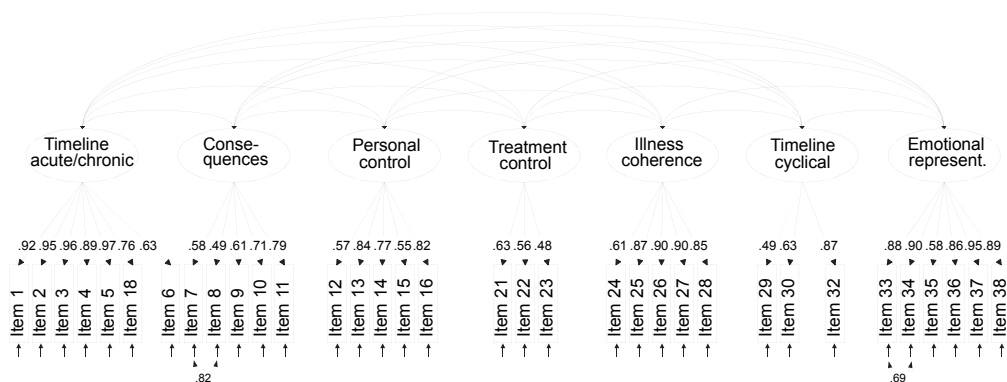 Timeline
acute/chronic
Conse-
quences
Personal
control
Treatment
control
Illness
coherence
Timeline
cyclical
Emotional
represent.
.92 .95 .96 .89 .97 .76 .63
.58 .49 .61 .71 .79
.57 .84 .77 .55 .82
.63 .56 .48
.61 .87 .90 .90 .85
.49 .63 .87
.88 .90 .58 .86 .95 .89
Item 1
Item 2
Item 3
Item 4
Item 5
Item 18
Item 6
Item 7
Item 8
Item 9
Item 10
Item 11
Item 12
Item 13
Item 14
Item 15
Item 16
Item 21
Item 22
Item 23
Item 24
Item 25
Item 26
Item 27
Item 28
Item 29
Item 30
Item 32
Item 33
Item 34
Item 35
Item 36
Item 37
Item 38
.82
.69